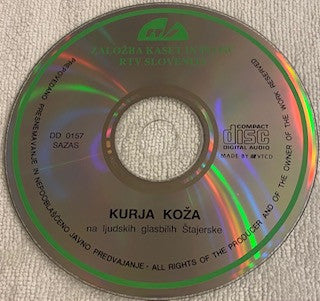 ZALOŽBA KASET IN PLOŠČ
RTV SLOVENIJA
DD 0157
SAZAS
COMPACT
disc
DIGITAL AUDIO
MADE BY VTCD
KURJA KOŽA
na ljudskih glasbilih Štajerske
PREPOVEDANO PRESNEMAVANJE IN NEPOOBLAŠČENO JAVNO PREDVAJANJE • ALL RIGHTS OF THE PRODUCER AND OF THE OWNER OF THE WORK RESERVED